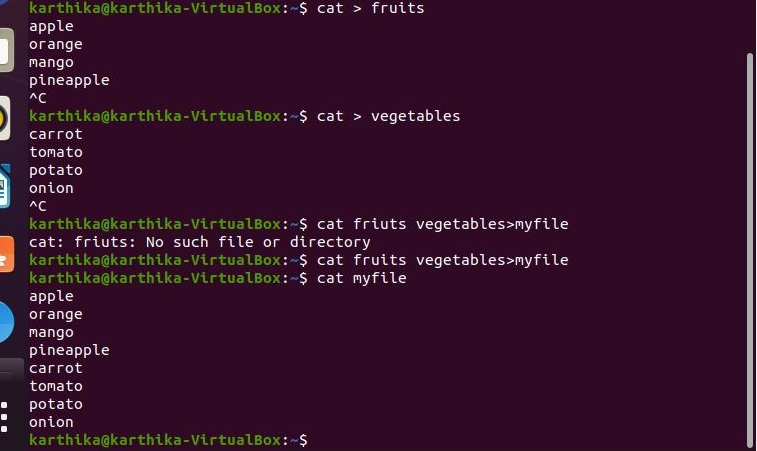 karthika@karthika-VirtualBox:~$ cat > fruits
apple
orange
mango
pineapple
^C
karthika@karthika-VirtualBox:~$ cat > vegetables
carrot
tomato
potato
onion
^C
karthika@karthika-VirtualBox:~$ cat friuts vegetables>myfile
cat: friuts: No such file or directory
karthika@karthika-VirtualBox:~$ cat fruits vegetables>myfile
karthika@karthika-VirtualBox:~$ cat myfile
apple
orange
mango
pineapple
carrot
tomato
potato
onion
karthika@karthika-VirtualBox:~$